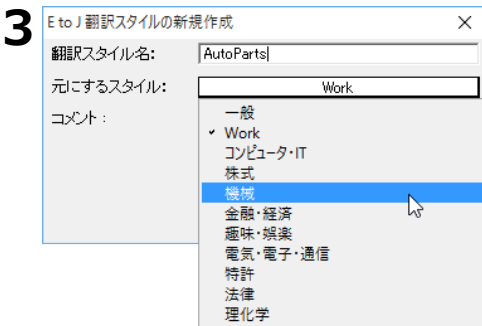 3
E to J 翻訳スタイルの新規作成
翻訳スタイル名: AutoParts
元にするスタイル: Work
コメント：
一般
Work
コンピュータ・IT
株式
機械
金融・経済
趣味・娯楽
電気・電子・通信
特許
法律
理化学